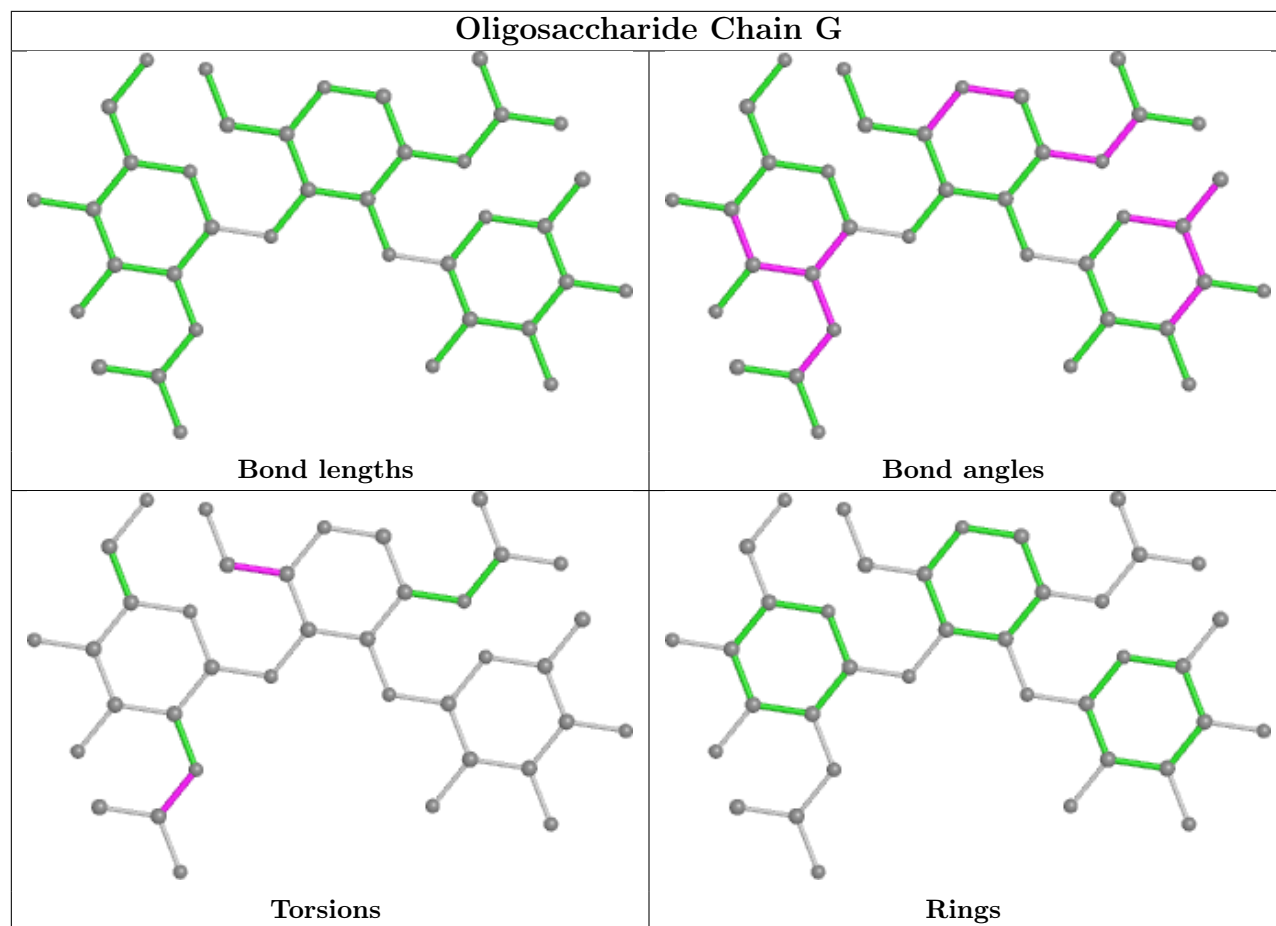 Oligosaccharide Chain G
Bond lengths
Bond angles
Torsions
Rings